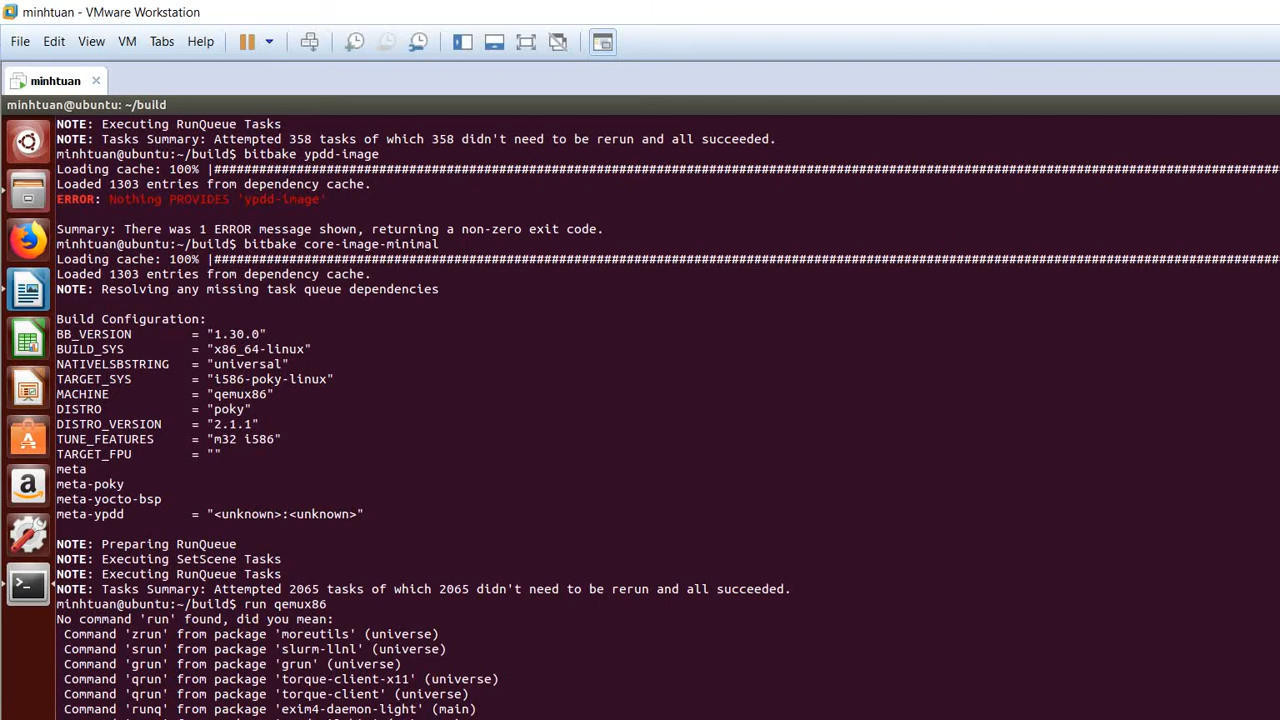 minhtuan - VMware Workstation
File Edit View VM Tabs Help
minhtuan
minhtuan@ubuntu: ~/build
NOTE: Executing RunQueue Tasks
NOTE: Tasks Summary: Attempted 358 tasks of which 358 didn't need to be rerun and all succeeded.
minhtuan@ubuntu:~/build$ bitbake ypdd-image
Loading cache: 100% |###############################################################################################################################################
Loaded 1303 entries from dependency cache.
ERROR: Nothing PROVIDES 'ypdd-image'
Summary: There was 1 ERROR message shown, returning a non-zero exit code.
minhtuan@ubuntu:~/build$ bitbake core-image-minimal
Loading cache: 100% |###############################################################################################################################################
Loaded 1303 entries from dependency cache.
NOTE: Resolving any missing task queue dependencies
Build Configuration:
BB_VERSION = "1.30.0"
BUILD_SYS = "x86_64-linux"
NATIVELSBSTRING = "universal"
TARGET_SYS = "i586-poky-linux"
MACHINE = "qemux86"
DISTRO = "poky"
DISTRO_VERSION = "2.1.1"
TUNE_FEATURES = "m32 i586"
TARGET_FPU = ""
meta
meta-poky
meta-yocto-bsp
meta-ypdd = "<unknown>:<unknown>"
NOTE: Preparing RunQueue
NOTE: Executing SetScene Tasks
NOTE: Executing RunQueue Tasks
NOTE: Tasks Summary: Attempted 2065 tasks of which 2065 didn't need to be rerun and all succeeded.
minhtuan@ubuntu:~/build$ run qemux86
No command 'run' found, did you mean:
Command 'zrun' from package 'moreutils' (universe)
Command 'srun' from package 'slurm-llnl' (universe)
Command 'grun' from package 'grun' (universe)
Command 'qrun' from package 'torque-client-x11' (universe)
Command 'qrun' from package 'torque-client' (universe)
Command 'runq' from package 'exim4-daemon-light' (main)